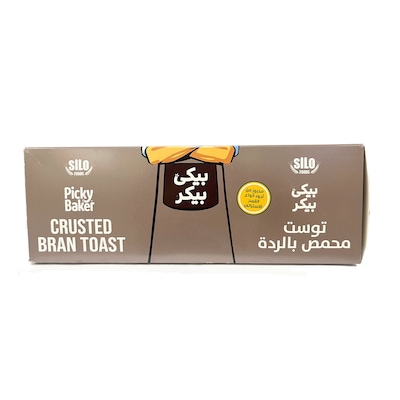 SILO
FOODS
Picky
Baker
CRUSTED
BRAN TOAST
بيكى
بيكر
SILO
FOODS
بيكى
بيكر
توست
محمص بالردة